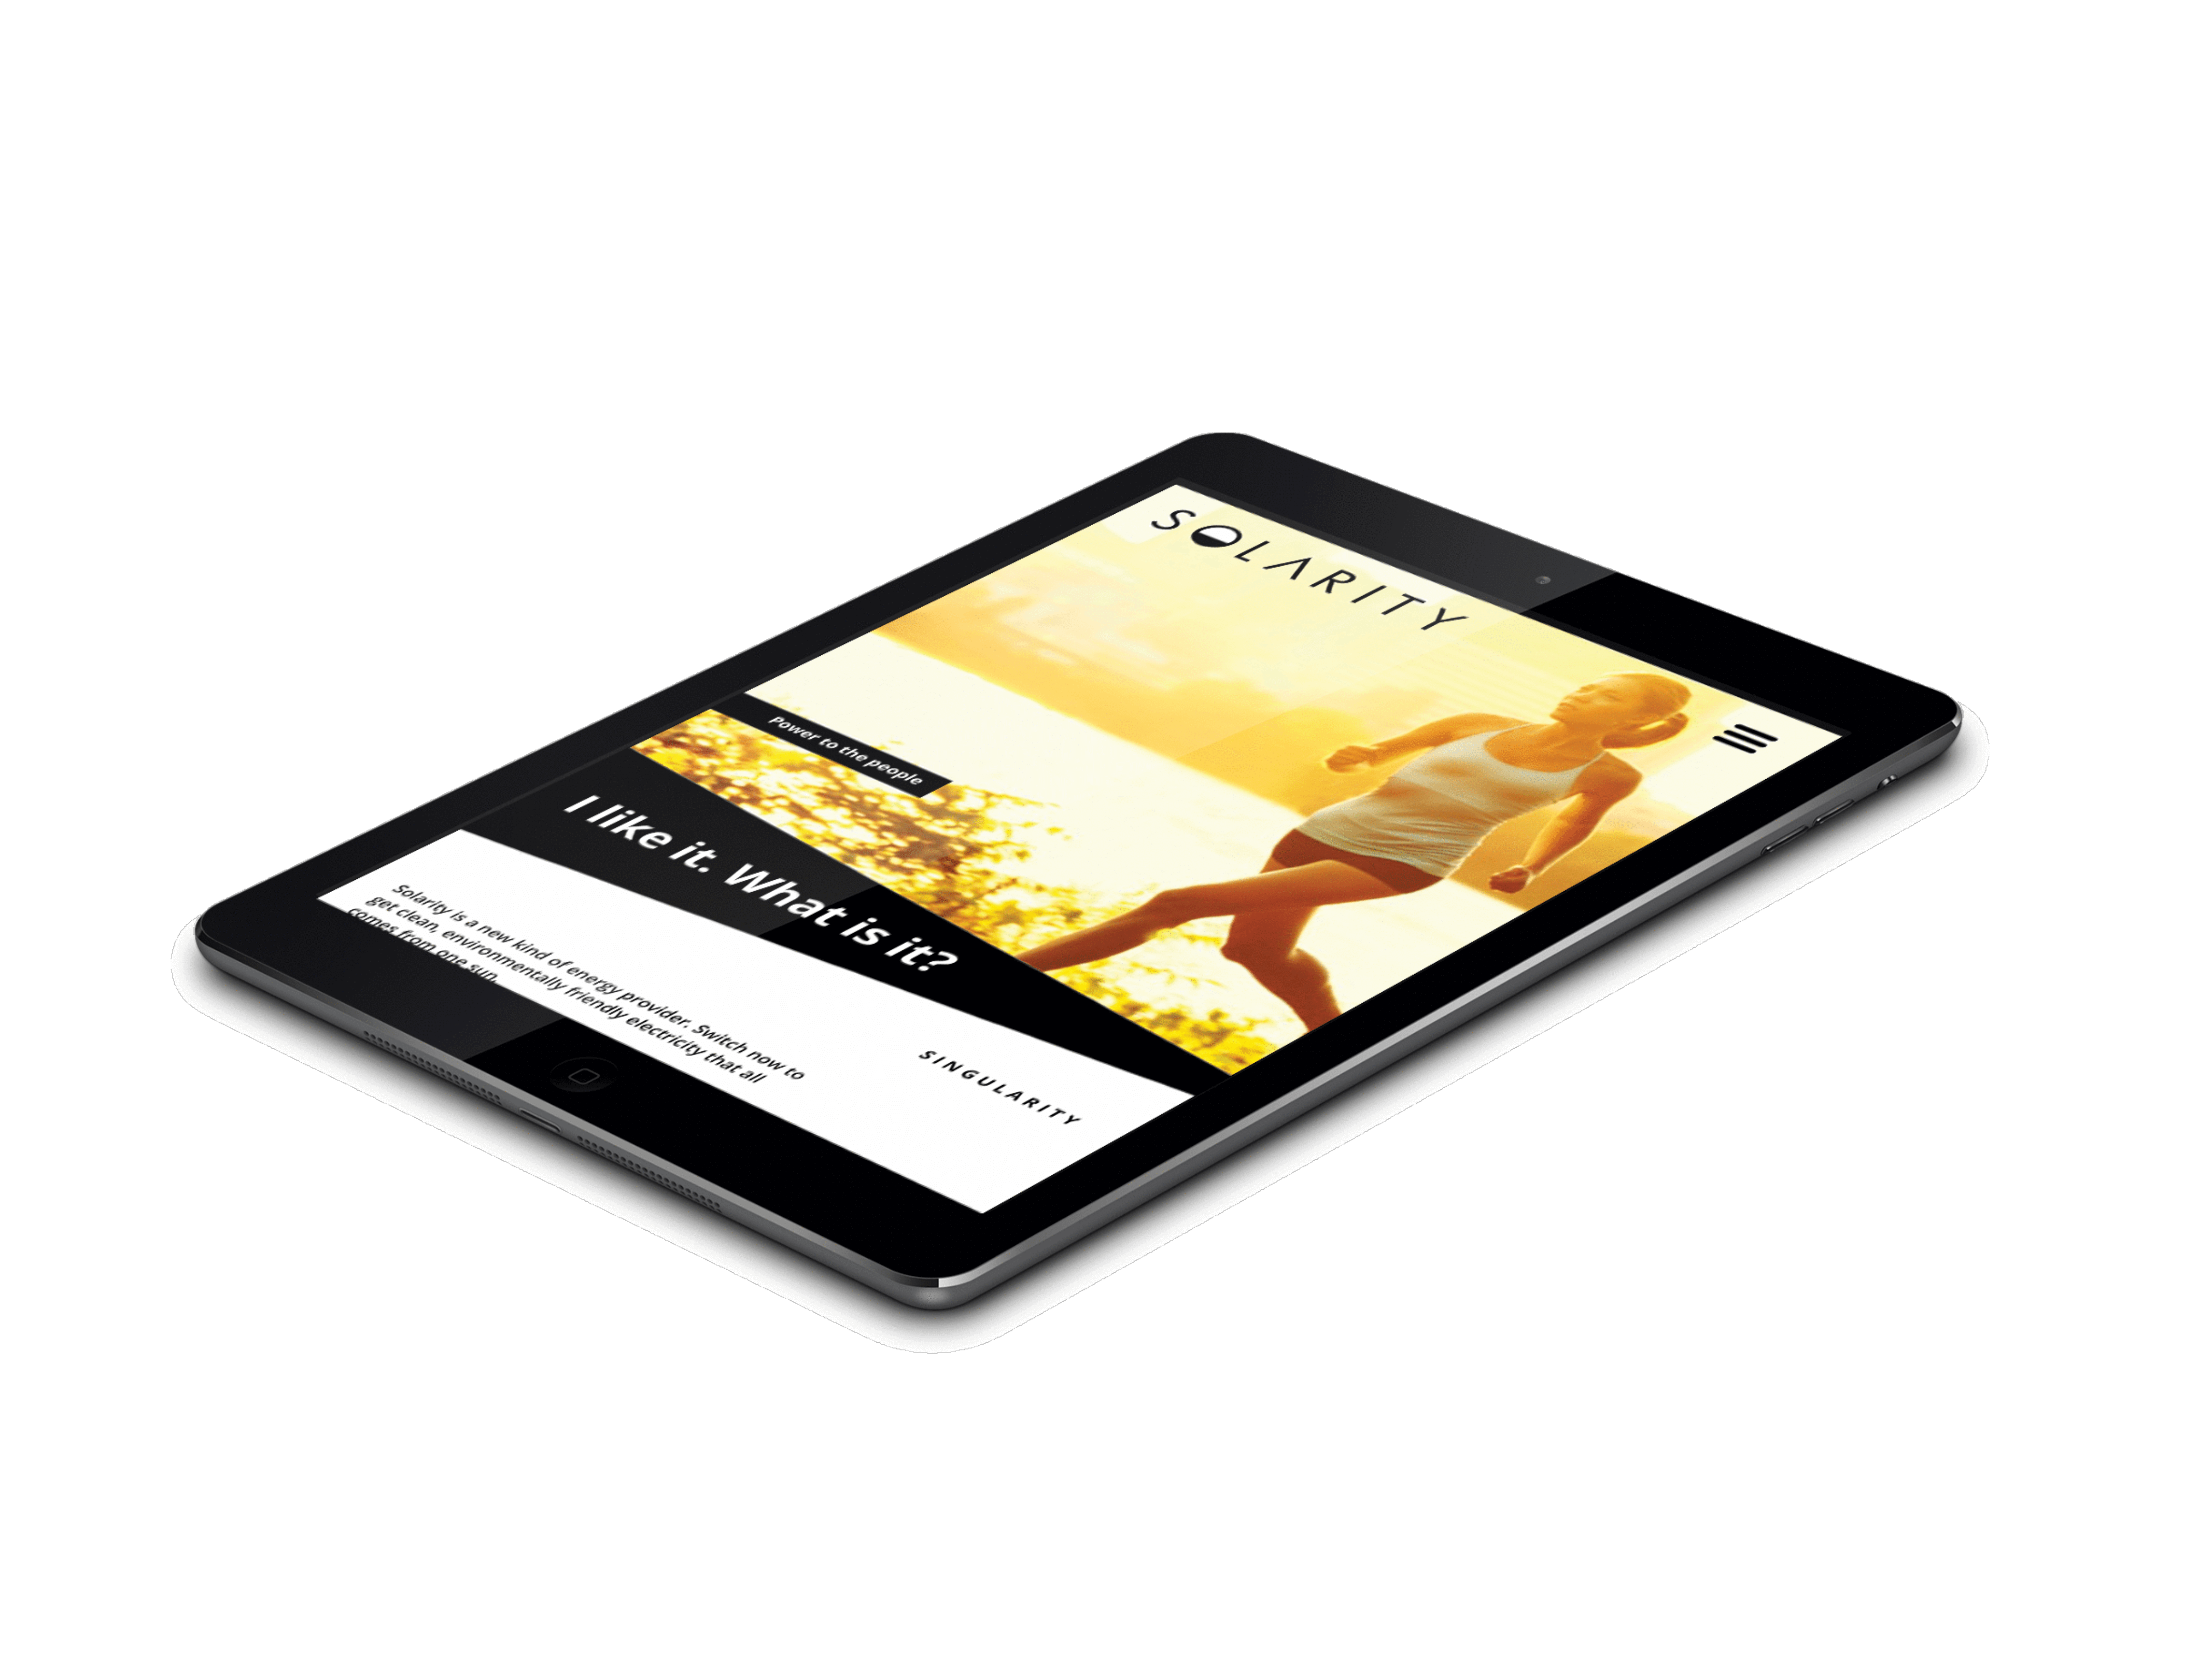 SOLARITY
Power to the people
I like it. What is it?
Solarity is a new kind of energy provider. Switch now to
get clean, environmentally friendly electricity that all
comes from one sun.
SINGULARITY